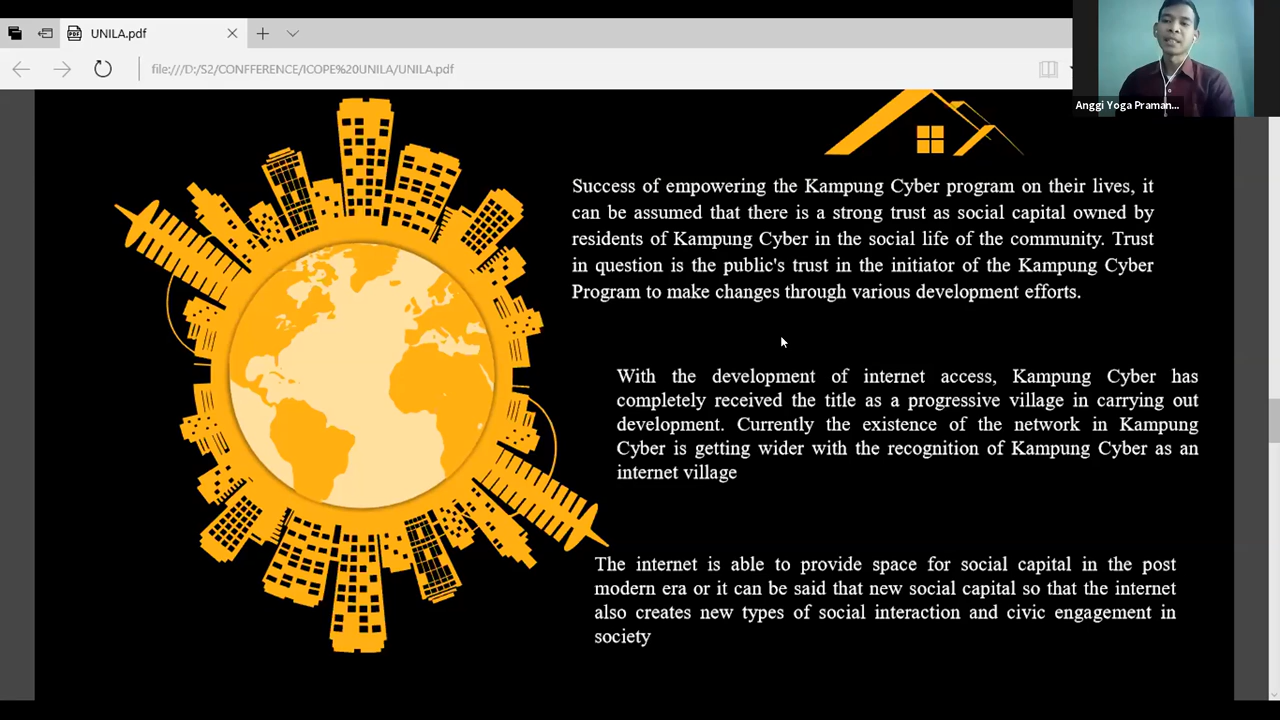 UNILA.pdf
file:///D:/S2/CONFFERENCE/ICOPE%20UNILA/UNILA.pdf
Anggi Yoga Praman...
Success of empowering the Kampung Cyber program on their lives, it
can be assumed that there is a strong trust as social capital owned by
residents of Kampung Cyber in the social life of the community. Trust
in question is the public's trust in the initiator of the Kampung Cyber
Program to make changes through various development efforts.
With the development of internet access, Kampung Cyber has
completely received the title as a progressive village in carrying out
development. Currently the existence of the network in Kampung
Cyber is getting wider with the recognition of Kampung Cyber as an
internet village
The internet is able to provide space for social capital in the post
modern era or it can be said that new social capital so that the internet
also creates new types of social interaction and civic engagement in
society